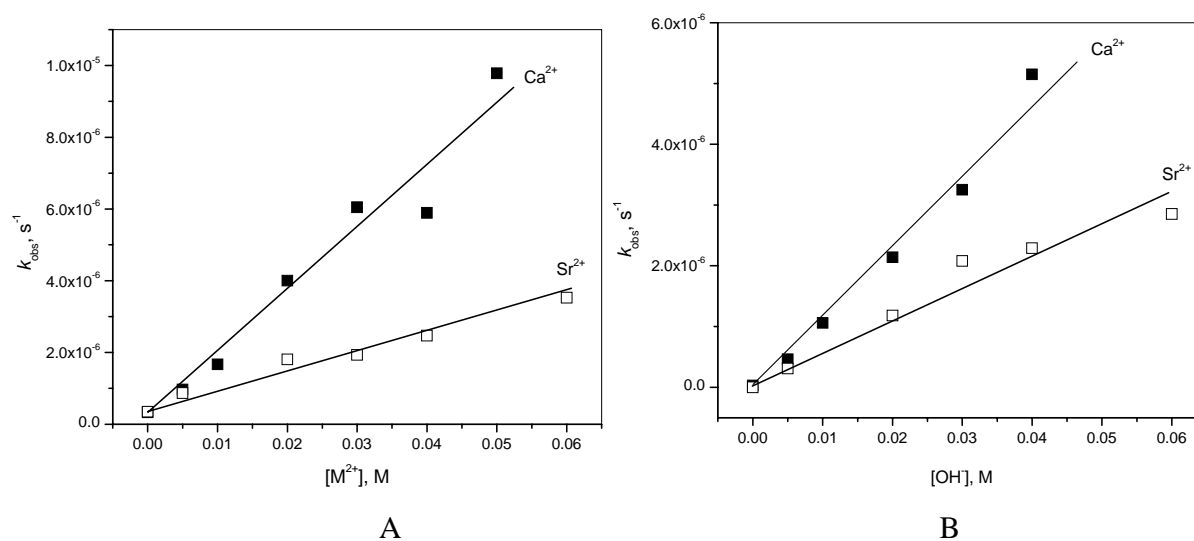 1.0x10⁻⁵
8.0x10⁻⁶
6.0x10⁻⁶
4.0x10⁻⁶
2.0x10⁻⁶
0.0
k_obs, s⁻¹
Ca²⁺
Sr²⁺
0.00 0.01 0.02 0.03 0.04 0.05 0.06
[M²⁺], M
A
6.0x10⁻⁶
4.0x10⁻⁶
2.0x10⁻⁶
0.0
k_obs, s⁻¹
Ca²⁺
Sr²⁺
0.00 0.01 0.02 0.03 0.04 0.05 0.06
[OH⁻], M
B